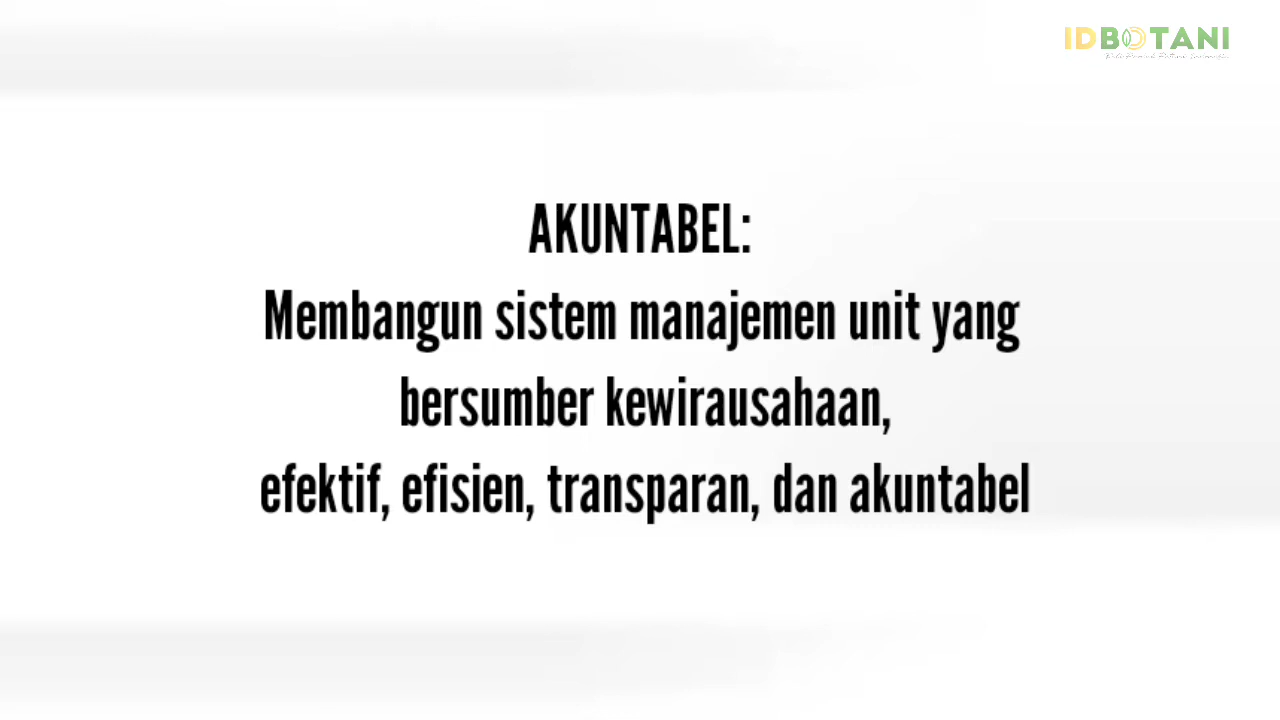 IDBOTANI
AKUNTABEL:
Membangun sistem manajemen unit yang
bersumber kewirausahaan,
efektif, efisien, transparan, dan akuntabel